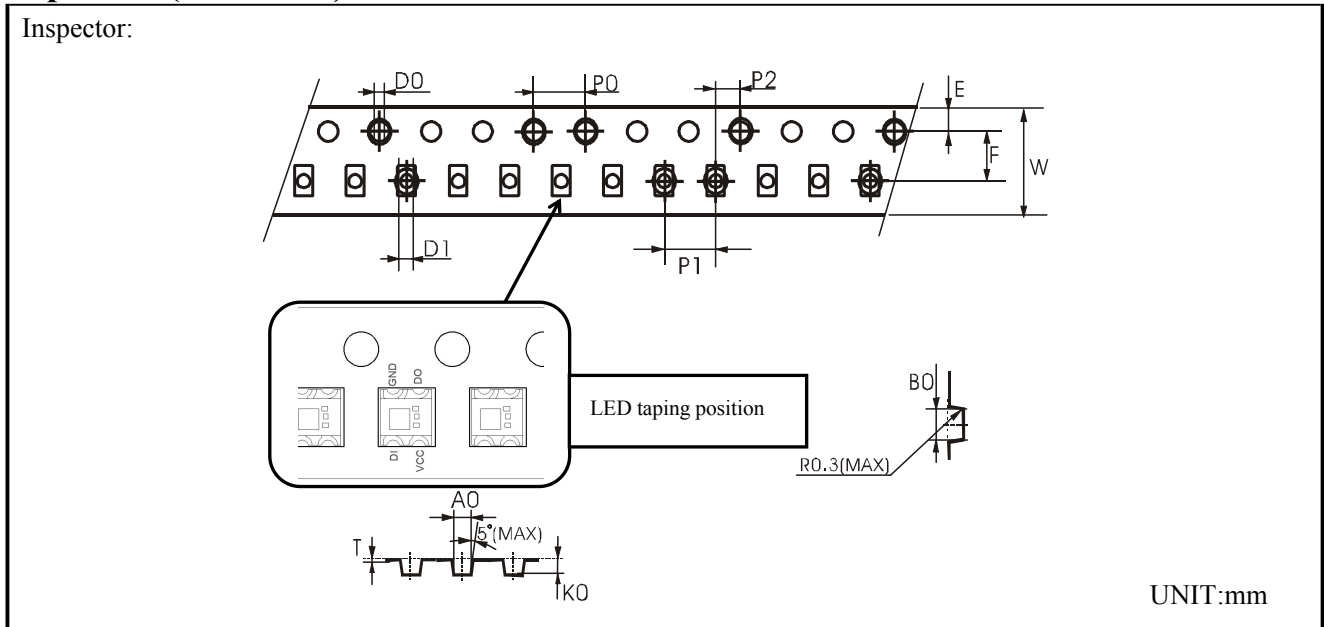 Inspector:
D0
P0
P2
E
F
W
D1
P1
GND
DO
DI
VCC
LED taping position
B0
R0.3(MAX)
A0
5°(MAX)
T
K0
UNIT:mm